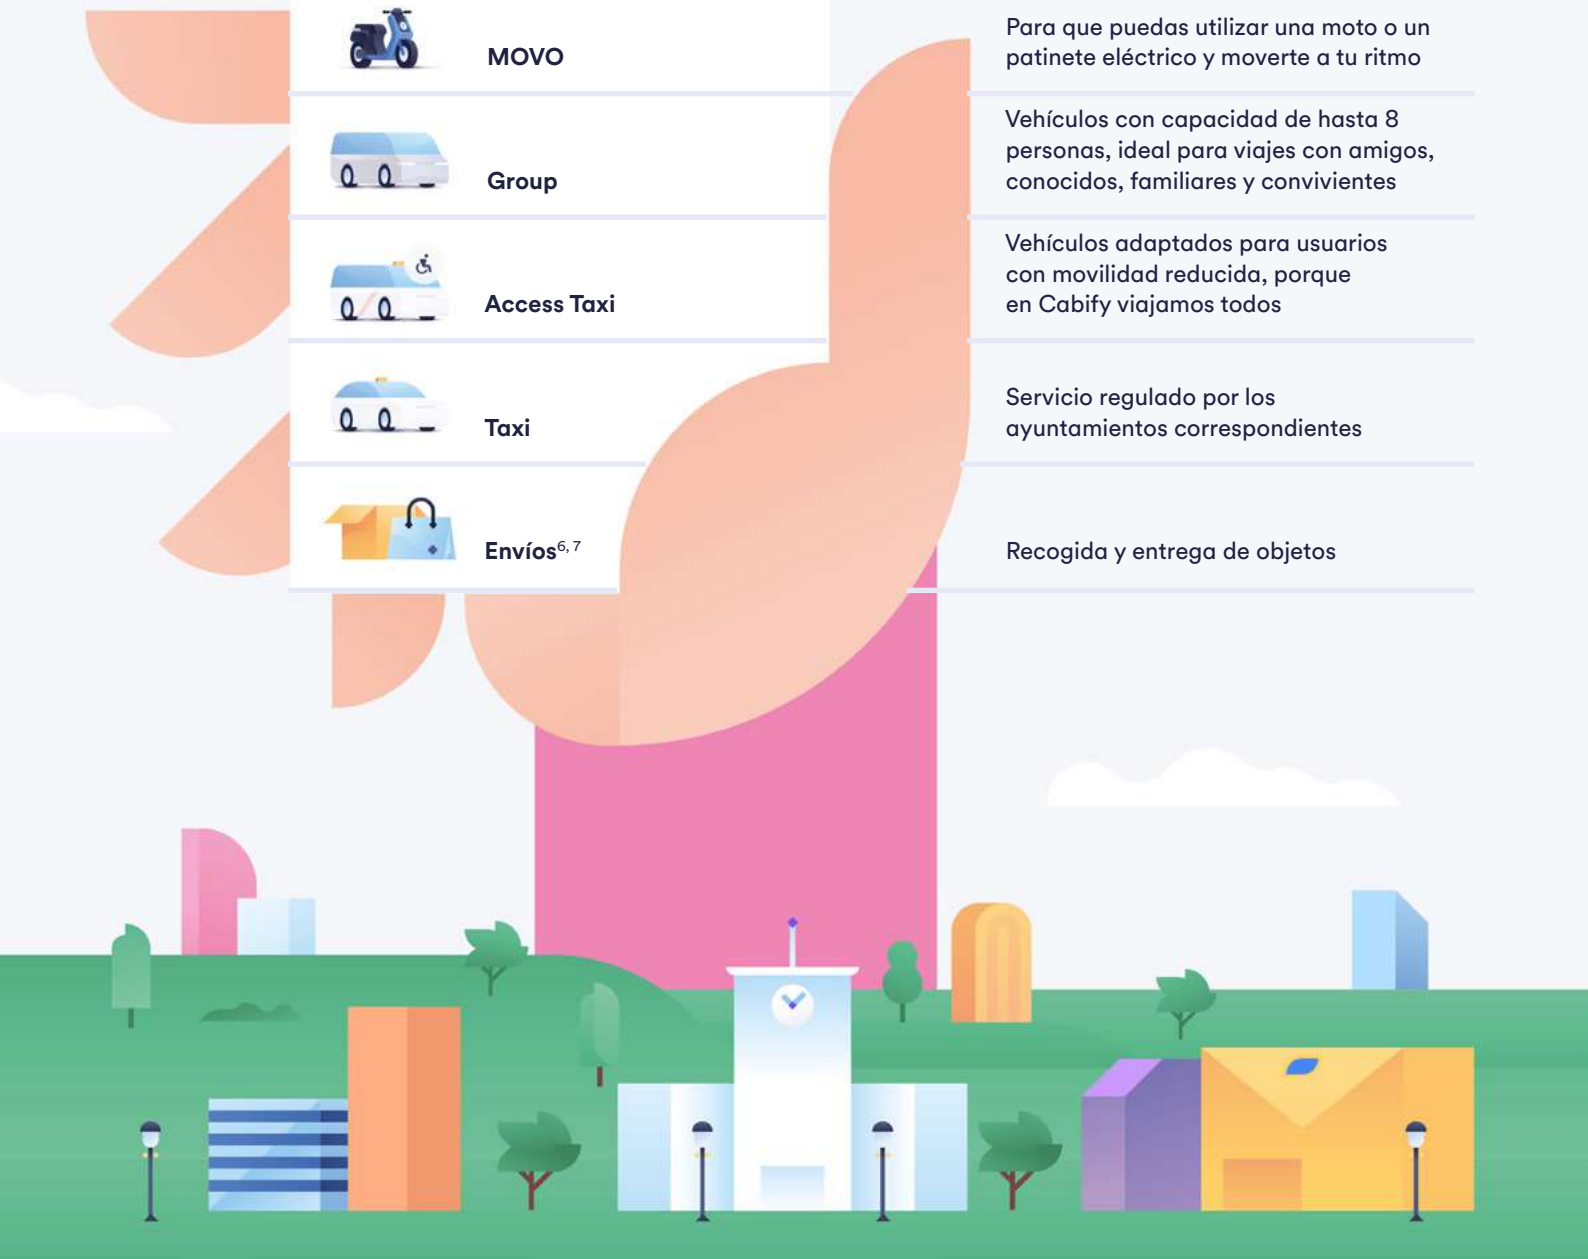 MOVO
Para que puedas utilizar una moto o un
patinete eléctrico y moverte a tu ritmo
Group
Vehículos con capacidad de hasta 8
personas, ideal para viajes con amigos,
conocidos, familiares y convivientes
Access Taxi
Vehículos adaptados para usuarios
con movilidad reducida, porque
en Cabify viajamos todos
Taxi
Servicio regulado por los
ayuntamientos correspondientes
Envíos⁶,⁷
Recogida y entrega de objetos